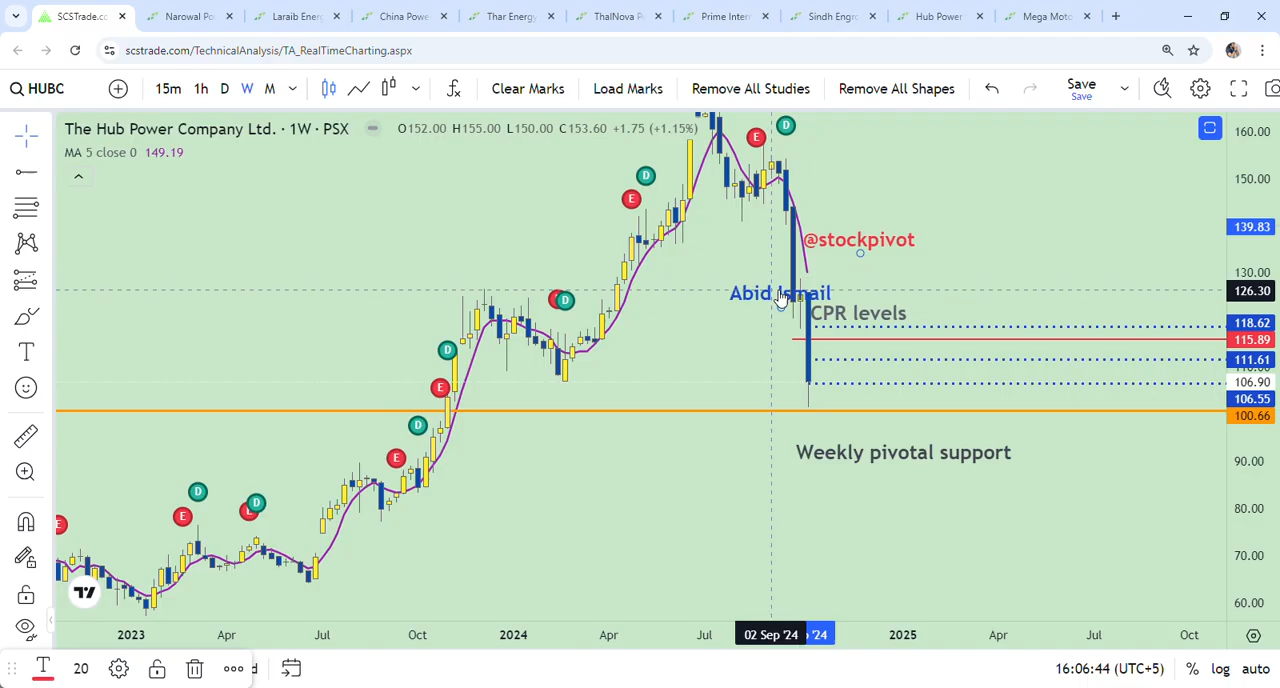 SCSTrade.co
Narowal Po
Laraib Ener
China Powe
Thar Energy
ThalNova P
Prime Inter
Sindh Engro
Hub Power
Mega Moto
scstrade.com/TechnicalAnalysis/TA_RealTimeCharting.aspx
HUBC
15m 1h D W M
Clear Marks
Load Marks
Remove All Studies
Remove All Shapes
Save
Save
The Hub Power Company Ltd. · 1W · PSX
O152.00 H155.00 L150.00 C153.60 +1.75 (+1.15%)
MA 5 close 0 149.19
E
D
D
E
E
D
D
E
D
E
D
E
D
E
E
@stockpivot
Abid Ismail
CPR levels
Weekly pivotal support
160.00
150.00
139.83
130.00
126.30
118.62
115.89
111.61
106.90
106.55
100.66
90.00
80.00
70.00
60.00
2023 Apr Jul Oct 2024 Apr Jul 02 Sep '24 '24 2025 Apr Jul Oct
T 20
16:06:44 (UTC+5) % log auto